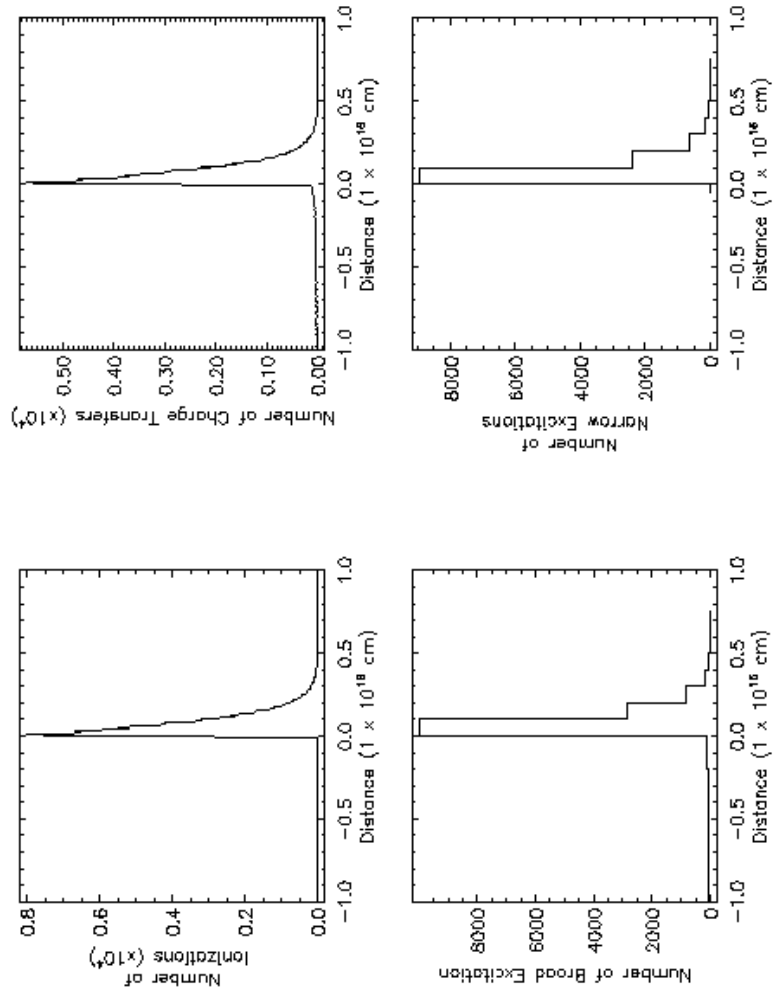 Number of
Ionizations (x10⁴)
0.8
0.6
0.4
0.2
0.0
−1.0 −0.5 0.0 0.5 1.0
Distance (1 × 10¹⁶ cm)
Number of Charge Transfers (x10⁴)
0.50
0.40
0.30
0.20
0.10
0.00
−1.0 −0.5 0.0 0.5 1.0
Distance (1 × 10¹⁶ cm)
Number of Broad Excitation
8000
6000
4000
2000
0
−1.0 −0.5 0.0 0.5 1.0
Distance (1 × 10¹⁶ cm)
Number of
Narrow Excitations
8000
6000
4000
2000
0
−1.0 −0.5 0.0 0.5 1.0
Distance (1 × 10¹⁶ cm)